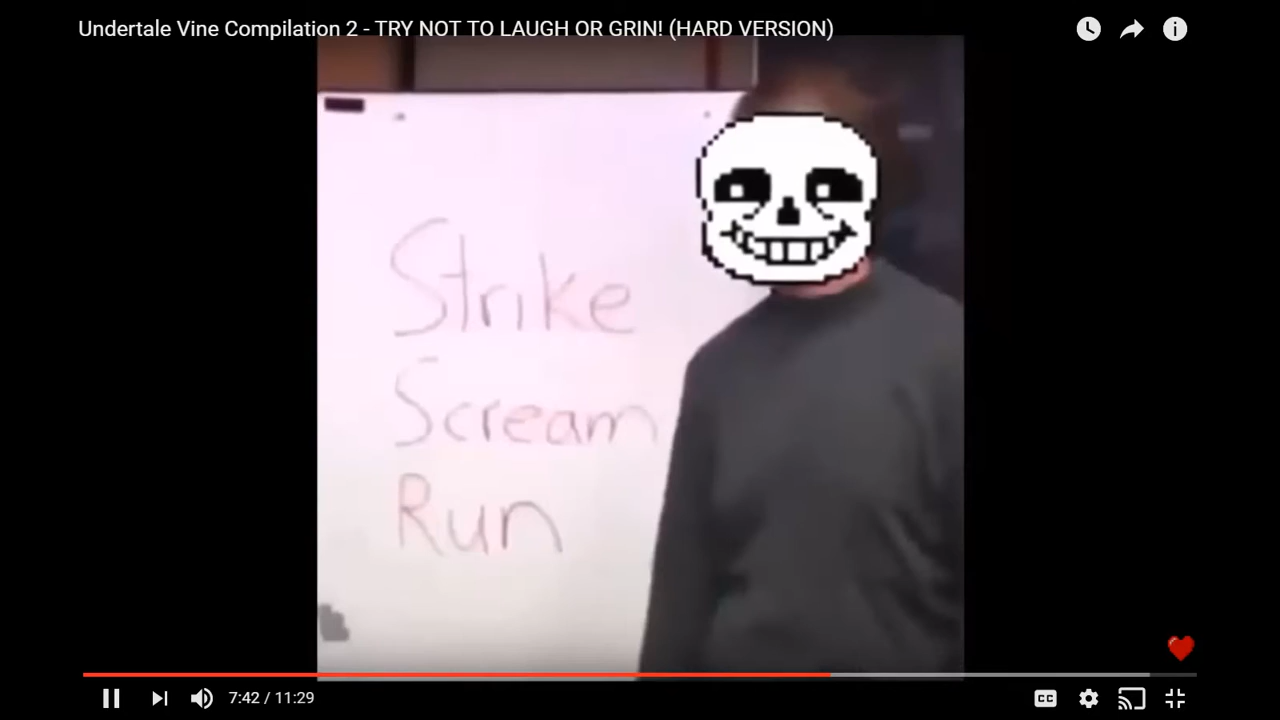 Undertale Vine Compilation 2 - TRY NOT TO LAUGH OR GRIN! (HARD VERSION)
Strike
Scream
Run
7:42 / 11:29
CC